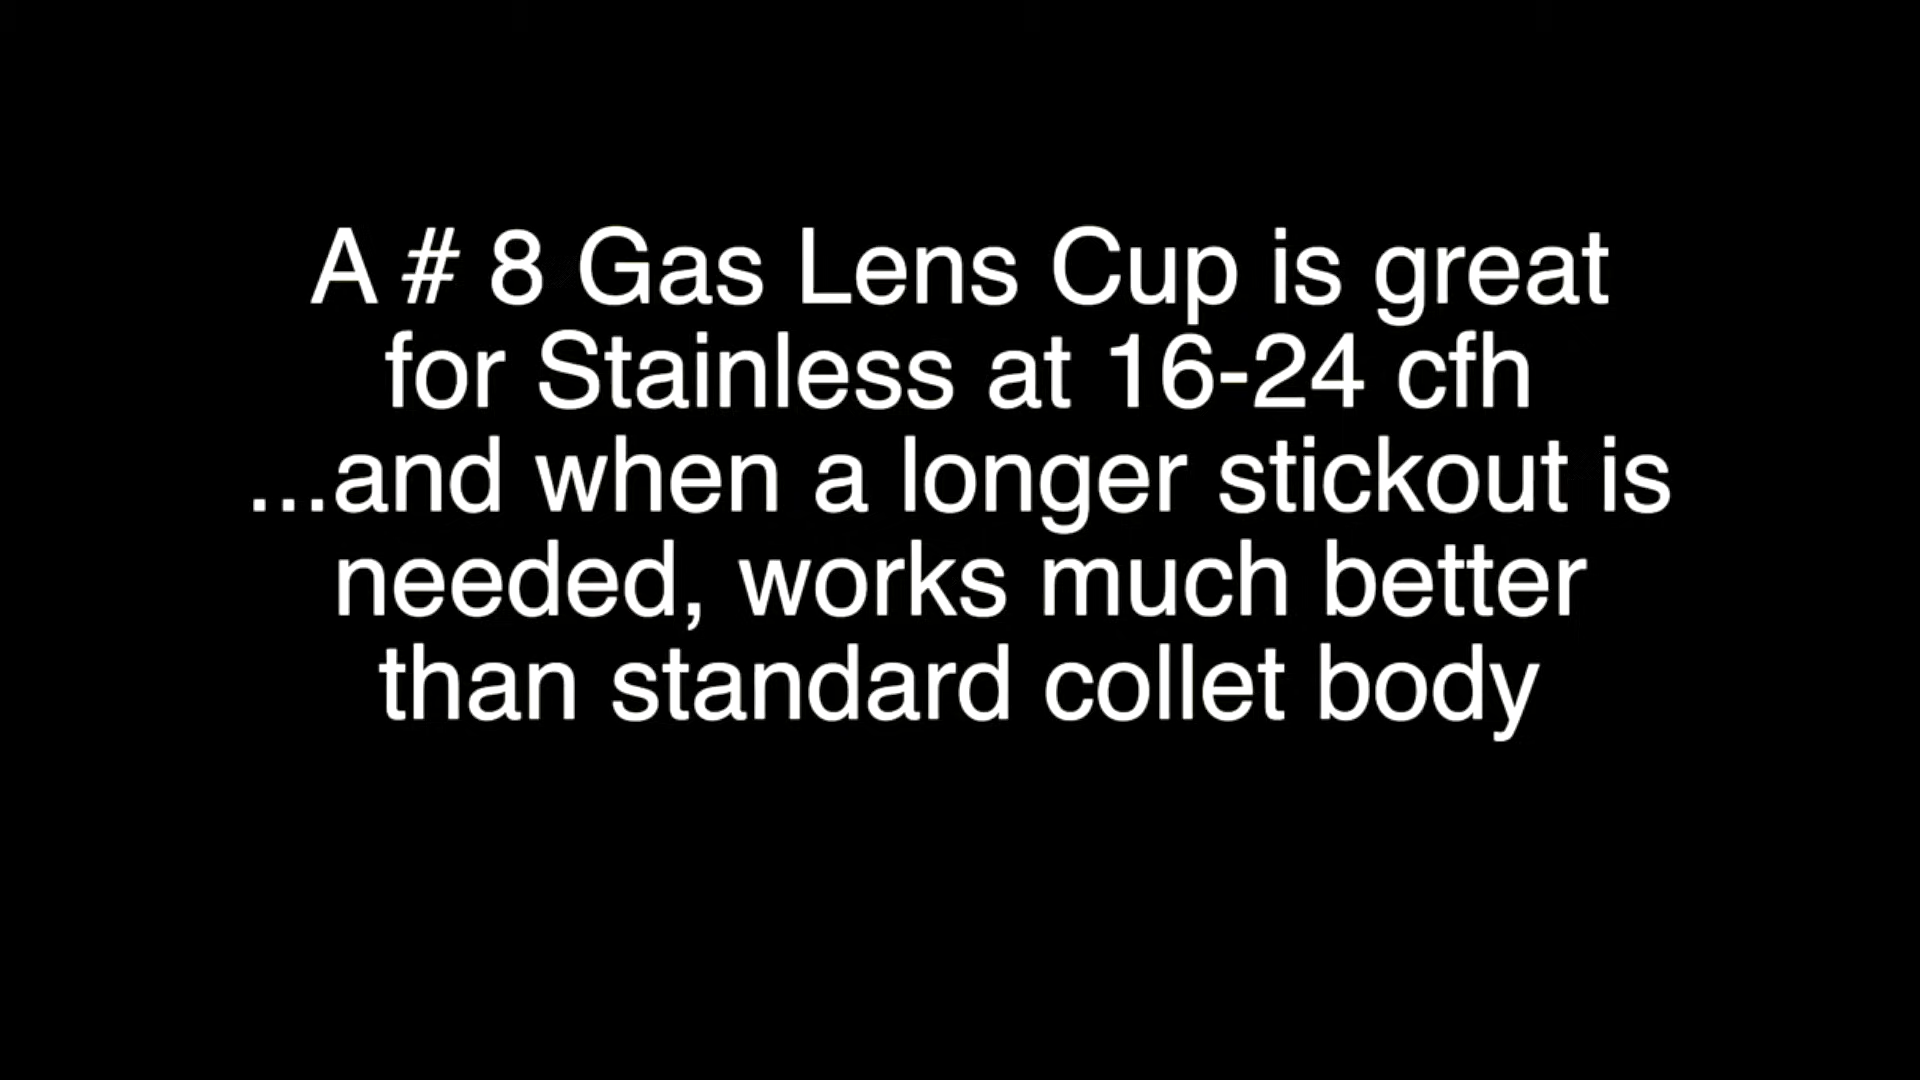 A # 8 Gas Lens Cup is great
for Stainless at 16-24 cfh
...and when a longer stickout is
needed, works much better
than standard collet body